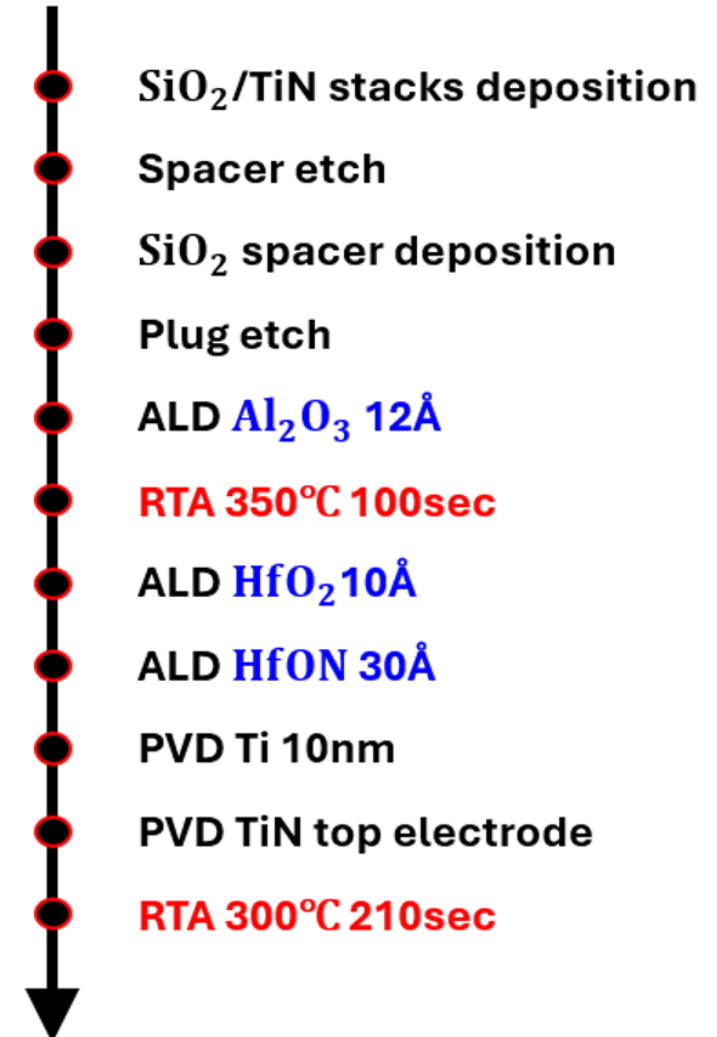 SiO₂/TiN stacks deposition
Spacer etch
SiO₂ spacer deposition
Plug etch
ALD Al₂O₃ 12Å
RTA 350℃ 100sec
ALD HfO₂ 10Å
ALD HfON 30Å
PVD Ti 10nm
PVD TiN top electrode
RTA 300℃ 210sec